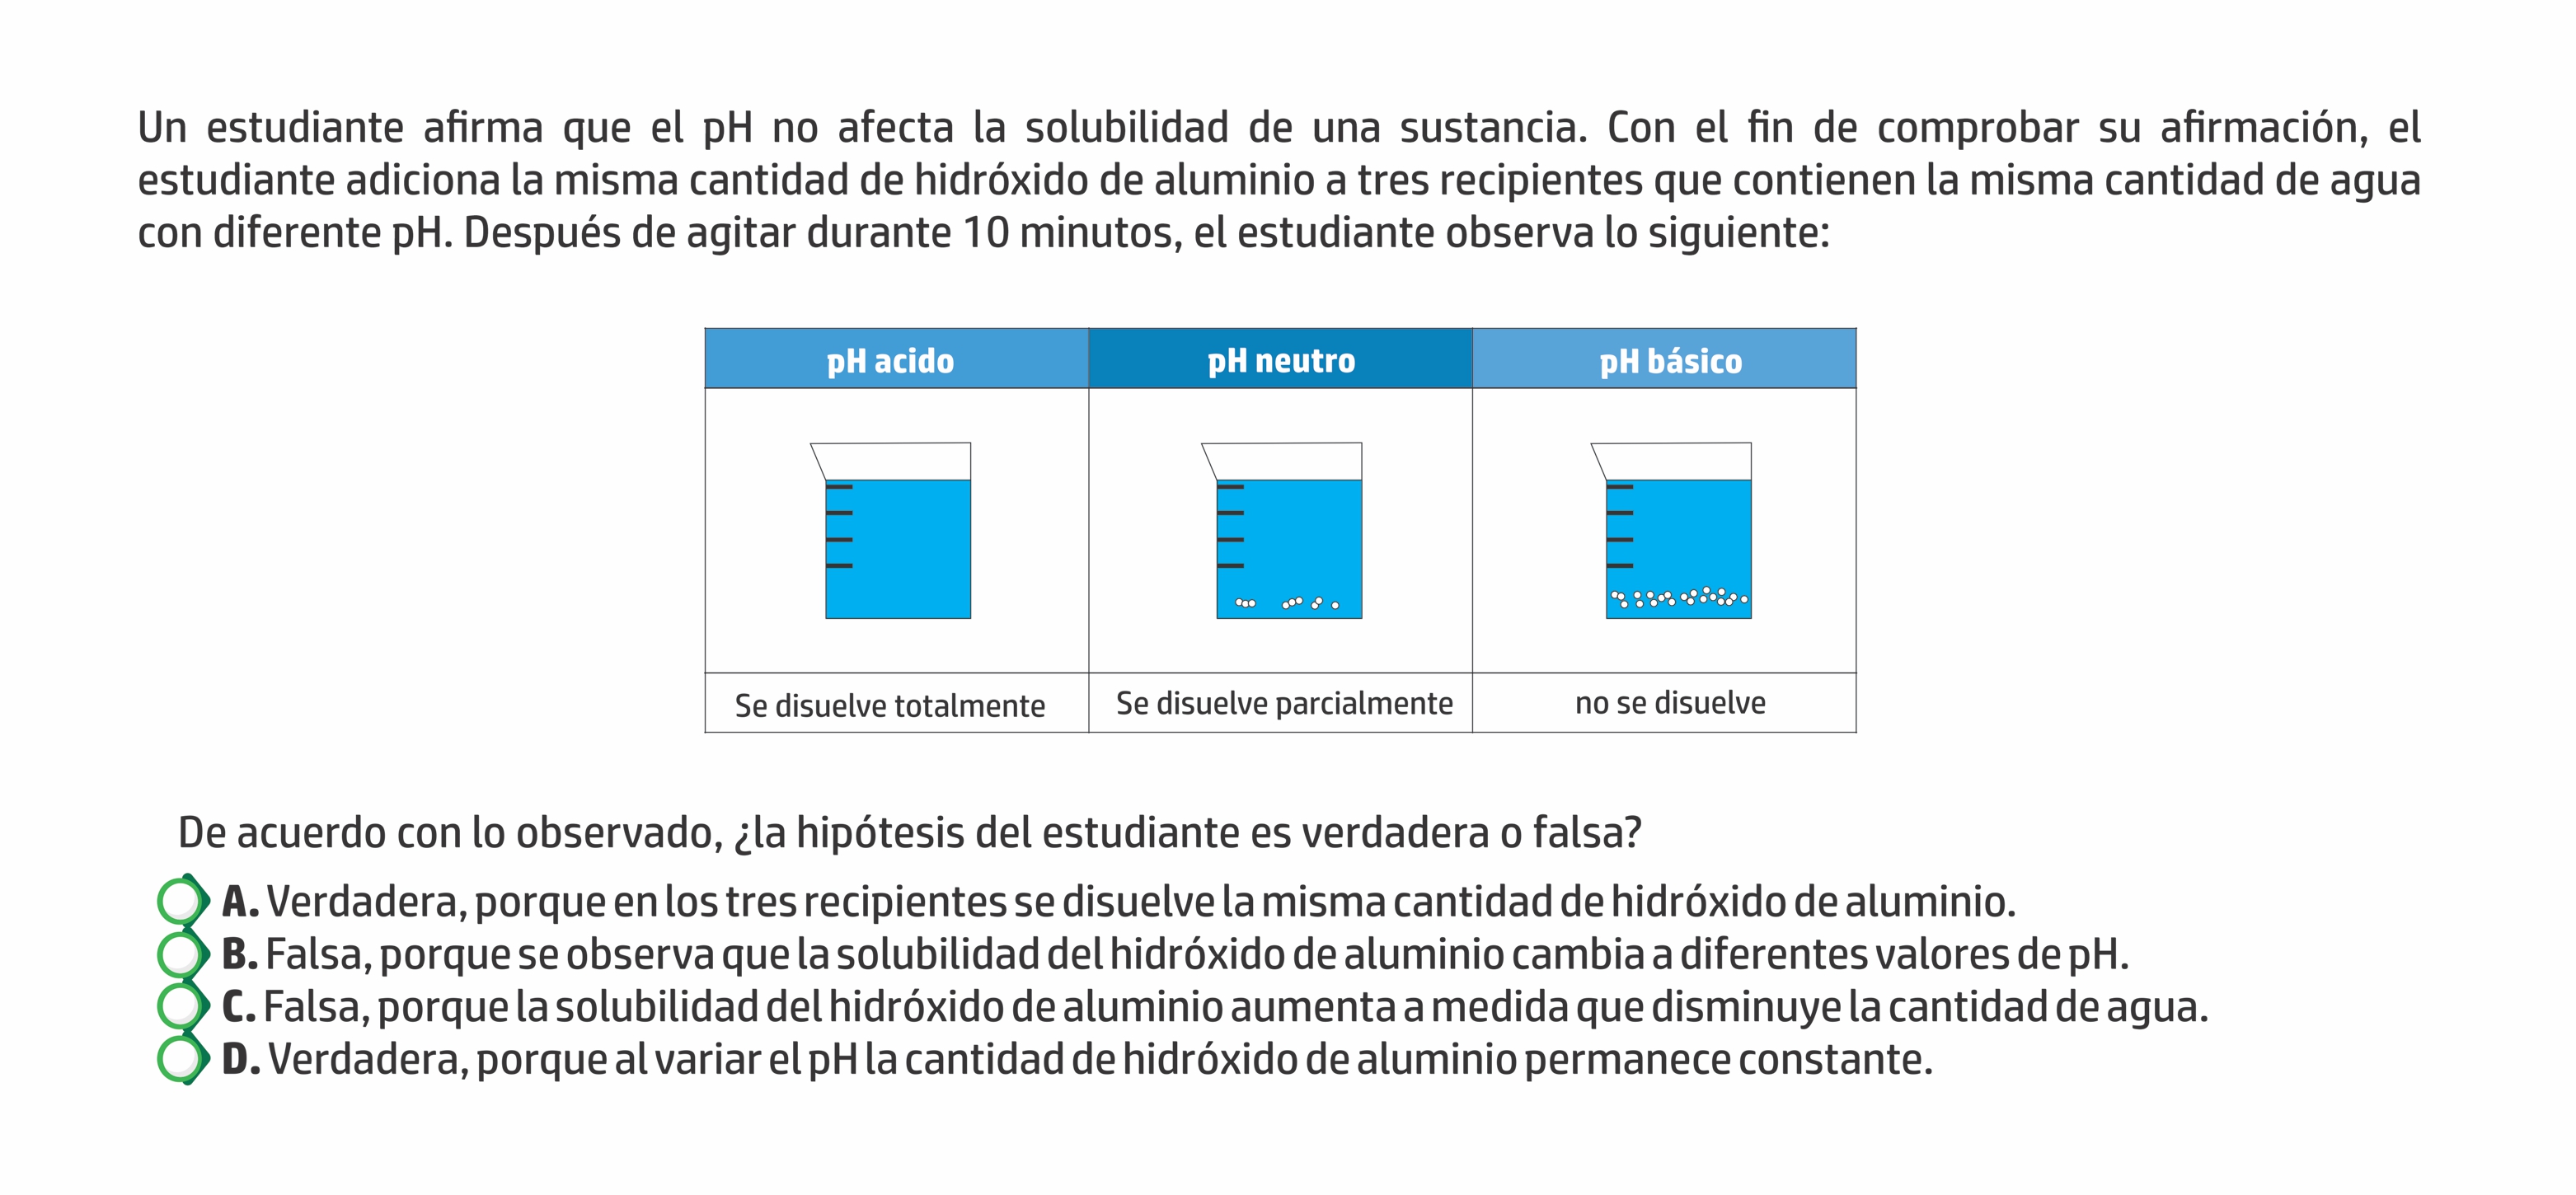 Un estudiante afirma que el pH no afecta la solubilidad de una sustancia. Con el fin de comprobar su afirmación, el
estudiante adiciona la misma cantidad de hidróxido de aluminio a tres recipientes que contienen la misma cantidad de agua
con diferente pH. Después de agitar durante 10 minutos, el estudiante observa lo siguiente:
pH acido
pH neutro
pH básico
Se disuelve totalmente
Se disuelve parcialmente
no se disuelve
De acuerdo con lo observado, ¿la hipótesis del estudiante es verdadera o falsa?
A. Verdadera, porque en los tres recipientes se disuelve la misma cantidad de hidróxido de aluminio.
B. Falsa, porque se observa que la solubilidad del hidróxido de aluminio cambia a diferentes valores de pH.
C. Falsa, porque la solubilidad del hidróxido de aluminio aumenta a medida que disminuye la cantidad de agua.
D. Verdadera, porque al variar el pH la cantidad de hidróxido de aluminio permanece constante.